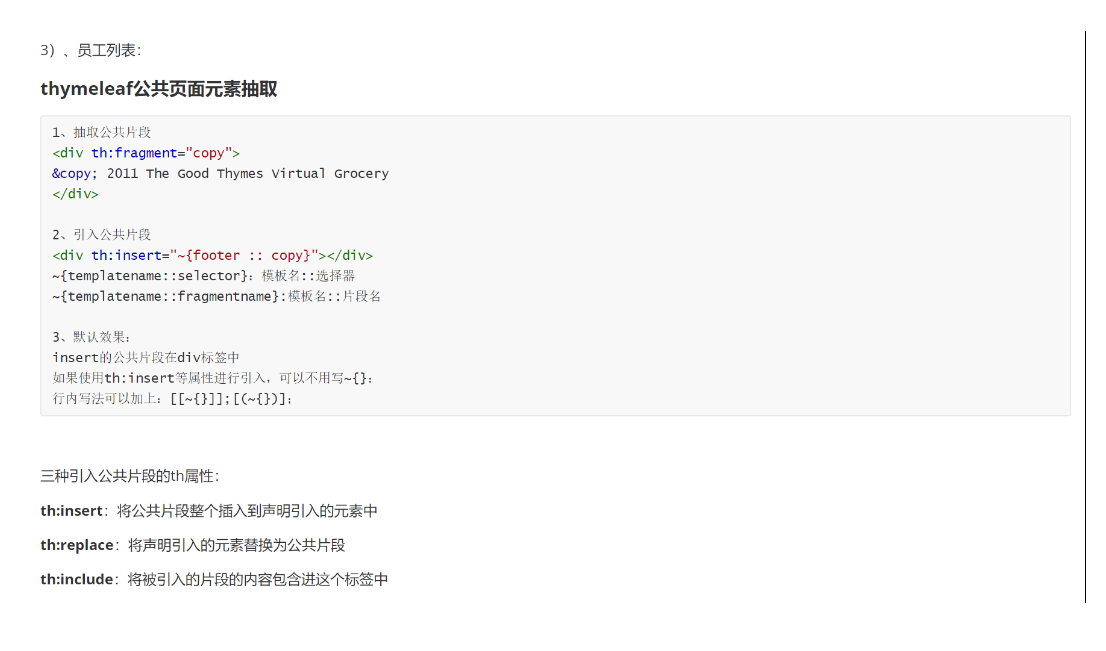 3）、员工列表：
thymeleaf公共页面元素抽取
1、抽取公共片段
<div th:fragment="copy">
&copy; 2011 The Good Thymes Virtual Grocery
</div>
2、引入公共片段
<div th:insert="~{footer :: copy}"></div>
~{templatename::selector}：模板名::选择器
~{templatename::fragmentname}:模板名::片段名
3、默认效果：
insert的公共片段在div标签中
如果使用th:insert等属性进行引入，可以不用写~{}：
行内写法可以加上：[[~{}]];[(~{})]；
三种引入公共片段的th属性：
th:insert：将公共片段整个插入到声明引入的元素中
th:replace：将声明引入的元素替换为公共片段
th:include：将被引入的片段的内容包含进这个标签中